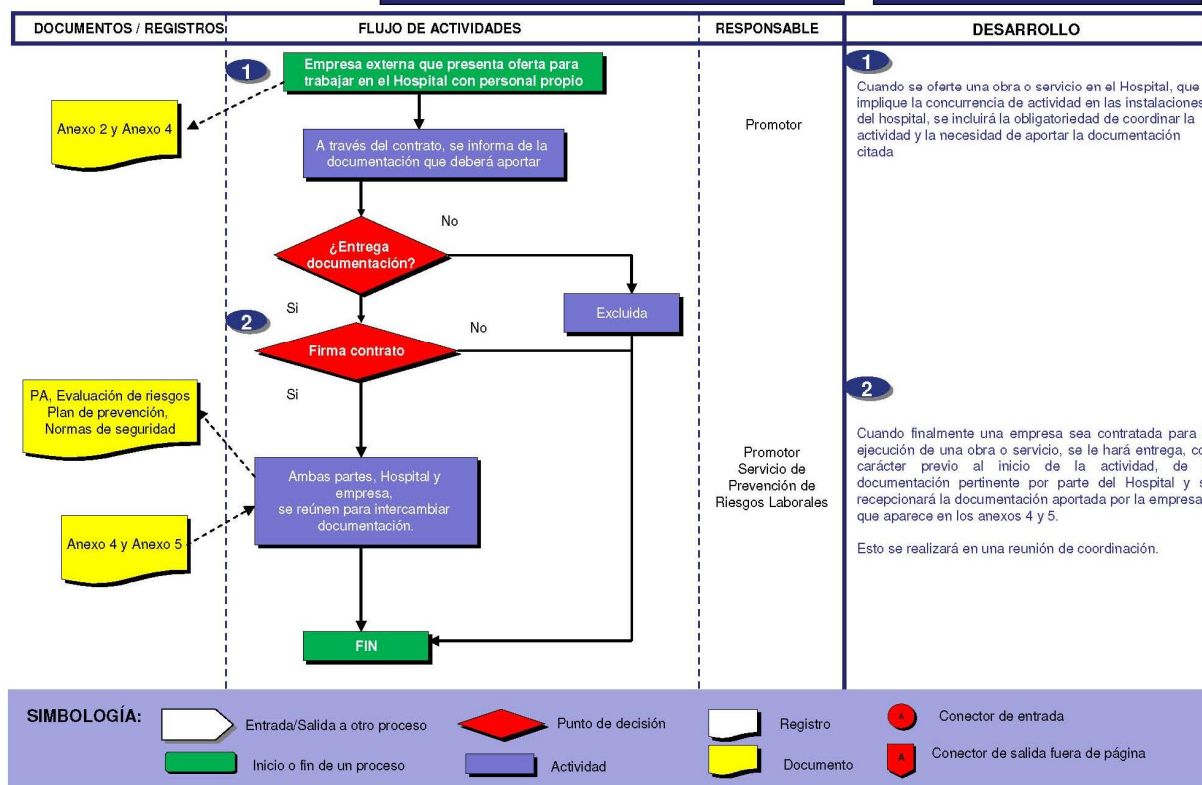 DOCUMENTOS / REGISTROS
FLUJO DE ACTIVIDADES
RESPONSABLE
DESARROLLO
1
Empresa externa que presenta oferta para
trabajar en el Hospital con personal propio
Anexo 2 y Anexo 4
A través del contrato, se informa de la
documentación que deberá aportar
Promotor
1
Cuando se oferte una obra o servicio en el Hospital, que
implique la concurrencia de actividad en las instalaciones
del hospital, se incluirá la obligatoriedad de coordinar la
actividad y la necesidad de aportar la documentación
citada
¿Entrega
documentación?
No
Si
Excluida
2
Firma contrato
No
Si
PA, Evaluación de riesgos
Plan de prevención,
Normas de seguridad
Ambas partes, Hospital y
empresa,
se reúnen para intercambiar
documentación.
Anexo 4 y Anexo 5
Promotor
Servicio de
Prevención de
Riesgos Laborales
2
Cuando finalmente una empresa sea contratada para
ejecución de una obra o servicio, se le hará entrega,
carácter previo al inicio de la actividad, de
documentación pertinente por parte del Hospital y
recepcionará la documentación aportada por la empresa
que aparece en los anexos 4 y 5.
Esto se realizará en una reunión de coordinación.
FIN
SIMBOLOGÍA:
Entrada/Salida a otro proceso
Punto de decisión
Registro
A
Conector de entrada
Inicio o fin de un proceso
Actividad
Documento
A
Conector de salida fuera de página